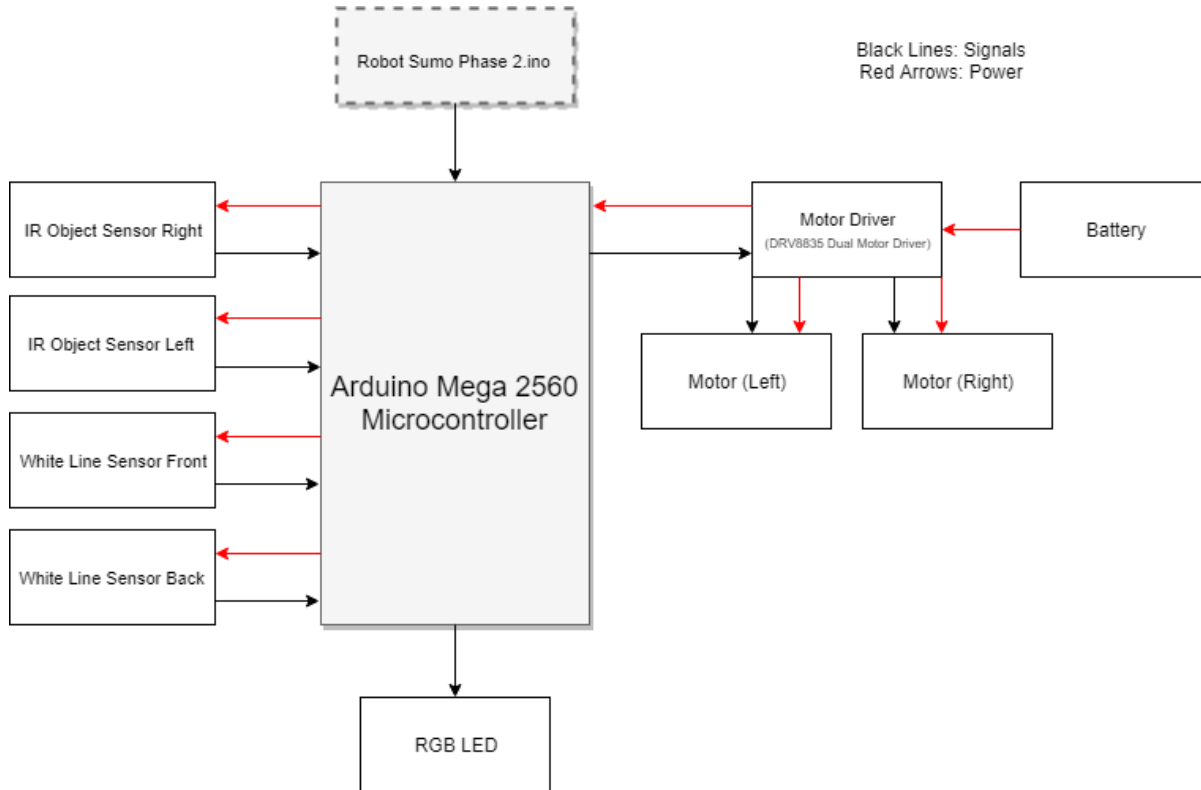 Robot Sumo Phase 2.ino
Black Lines: Signals
Red Arrows: Power
IR Object Sensor Right
IR Object Sensor Left
White Line Sensor Front
White Line Sensor Back
Arduino Mega 2560
Microcontroller
Motor Driver
(DRV8835 Dual Motor Driver)
Battery
Motor (Left)
Motor (Right)
RGB LED